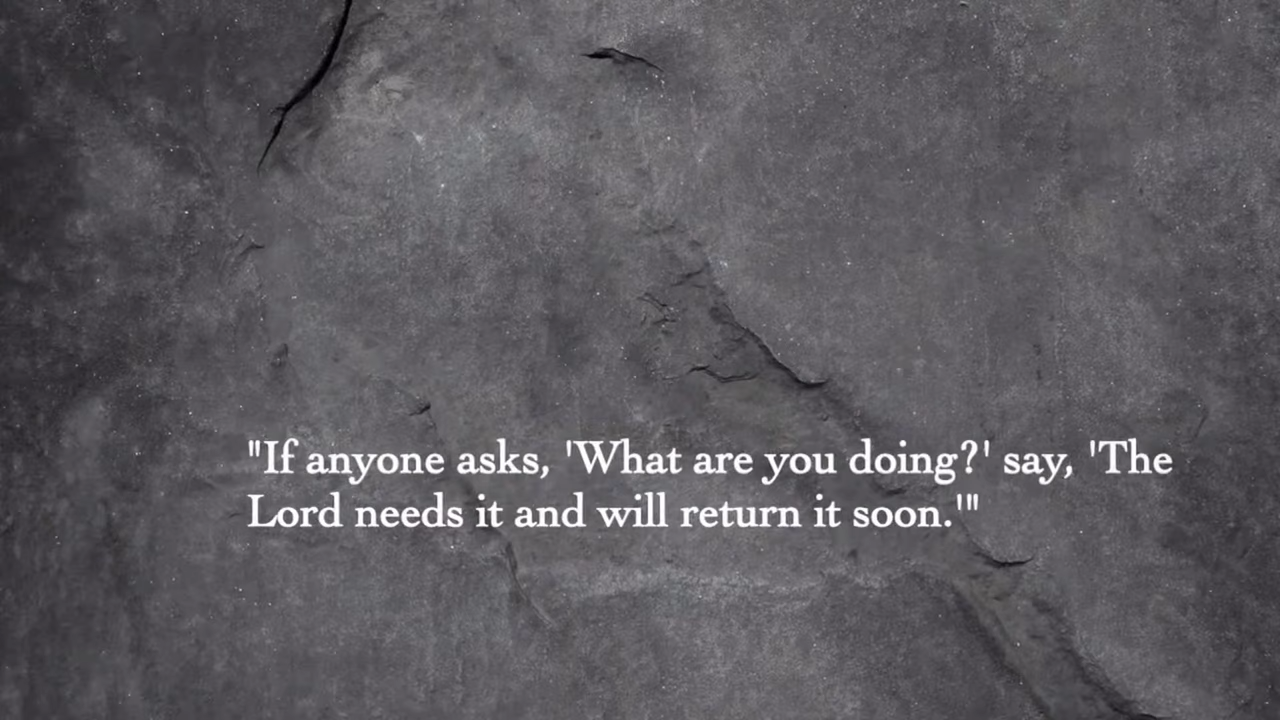 "If anyone asks, 'What are you doing?' say, 'The
Lord needs it and will return it soon.'"